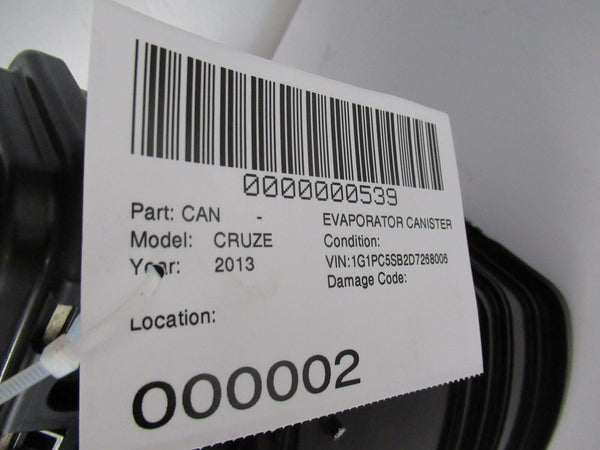 0000000539
Part: CAN - EVAPORATOR CANISTER
Model: CRUZE Condition:
Year: 2013 VIN:1G1PC5SB2D7268006
Damage Code:
Location:
000002